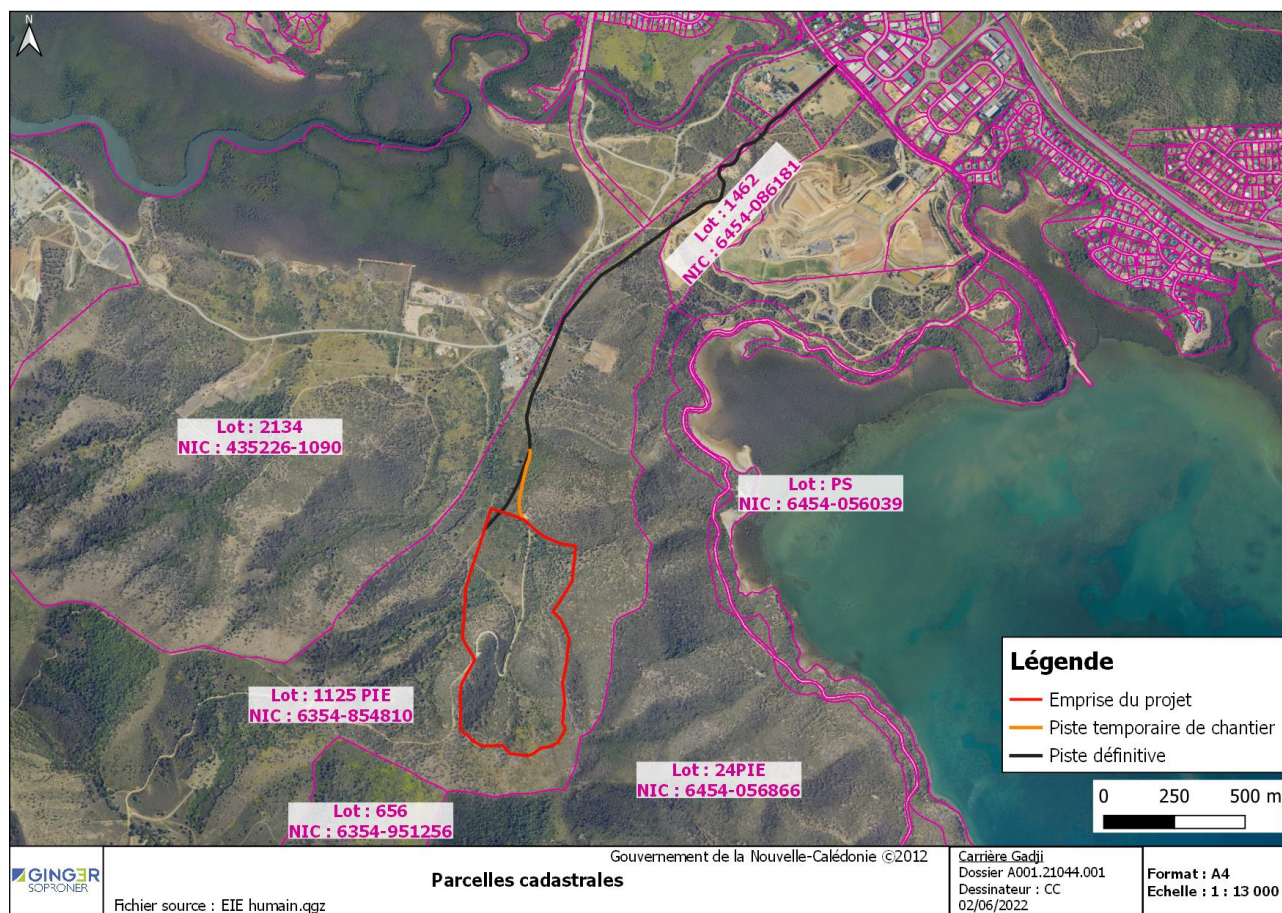 N
Lot : 1462
NIC : 6454-086181
Lot : 2134
NIC : 435226-1090
Lot : PS
NIC : 6454-056039
Lot : 1125 PIE
NIC : 6354-854810
Lot : 24PIE
NIC : 6454-056866
Lot : 656
NIC : 6354-951256
Légende
Emprise du projet
Piste temporaire de chantier
Piste définitive
0 250 500 m
GINGER
SOPRONER
Gouvernement de la Nouvelle-Calédonie ©2012
Parcelles cadastrales
Fichier source : EIE humain.qgz
Carrière Gadji
Dossier A001.21044.001
Dessinateur : CC
02/06/2022
Format : A4
Echelle : 1 : 13 000